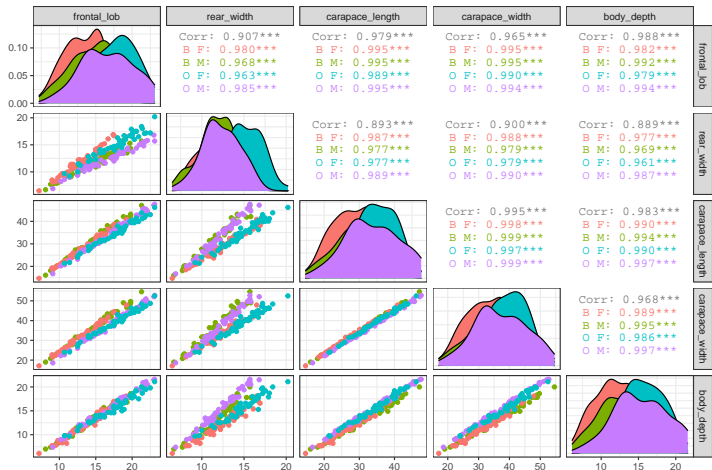 frontal_lob rear_width carapace_length carapace_width body_depth
0.10
0.05
0.00
Corr: 0.907***
B F: 0.980***
B M: 0.968***
O F: 0.963***
O M: 0.985***
Corr: 0.979***
B F: 0.995***
B M: 0.995***
O F: 0.989***
O M: 0.995***
Corr: 0.965***
B F: 0.995***
B M: 0.995***
O F: 0.990***
O M: 0.994***
Corr: 0.988***
B F: 0.982***
B M: 0.992***
O F: 0.979***
O M: 0.994***
frontal_lob
20
15
10
Corr: 0.893***
B F: 0.987***
B M: 0.977***
O F: 0.977***
O M: 0.989***
Corr: 0.900***
B F: 0.988***
B M: 0.979***
O F: 0.979***
O M: 0.990***
Corr: 0.889***
B F: 0.977***
B M: 0.969***
O F: 0.961***
O M: 0.987***
rear_width
40
30
20
Corr: 0.995***
B F: 0.998***
B M: 0.999***
O F: 0.997***
O M: 0.999***
Corr: 0.983***
B F: 0.990***
B M: 0.994***
O F: 0.990***
O M: 0.997***
carapace_length
50
40
30
20
Corr: 0.968***
B F: 0.989***
B M: 0.995***
O F: 0.986***
O M: 0.997***
carapace_width
20
15
10
body_depth
10 15 20 10 15 20 20 30 40 20 30 40 50 10 15 20